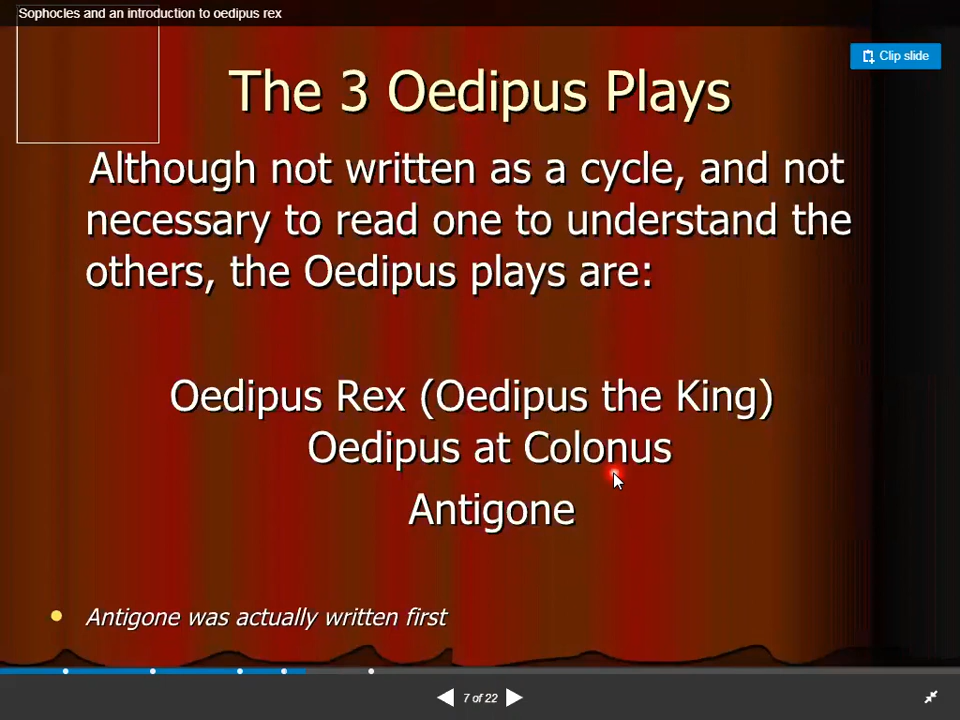 Sophocles and an introduction to oedipus rex
Clip slide
The 3 Oedipus Plays
Although not written as a cycle, and not
necessary to read one to understand the
others, the Oedipus plays are:
Oedipus Rex (Oedipus the King)
Oedipus at Colonus
Antigone
• Antigone was actually written first
7 of 22